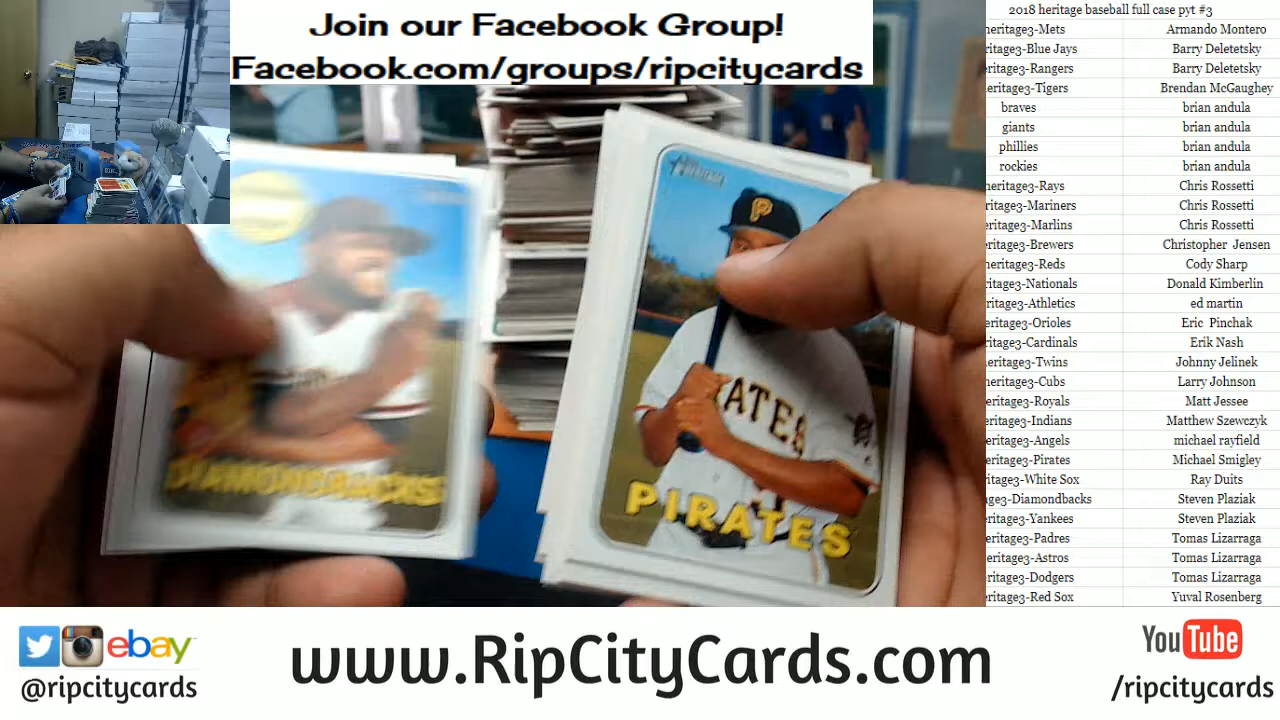 Join our Facebook Group!
Facebook.com/groups/ripcitycards
2018 heritage baseball full case pyt #3
heritage3-Mets Armando Montero
eritage3-Blue Jays Barry Deletetsky
eritage3-Rangers Barry Deletetsky
eritage3-Tigers Brendan McGaughey
braves brian andula
giants brian andula
phillies brian andula
rockies brian andula
eritage3-Rays Chris Rossetti
eritage3-Mariners Chris Rossetti
eritage3-Marlins Chris Rossetti
eritage3-Brewers Christopher Jensen
heritage3-Reds Cody Sharp
eritage3-Nationals Donald Kimberlin
eritage3-Athletics ed martin
eritage3-Orioles Eric Pinchak
eritage3-Cardinals Erik Nash
eritage3-Twins Johnny Jelinek
heritage3-Cubs Larry Johnson
eritage3-Royals Matt Jessee
eritage3-Indians Matthew Szewczyk
eritage3-Angels michael rayfield
eritage3-Pirates Michael Smigley
ritage3-White Sox Ray Duits
age3-Diamondbacks Steven Plaziak
eritage3-Yankees Steven Plaziak
eritage3-Padres Tomas Lizarraga
eritage3-Astros Tomas Lizarraga
eritage3-Dodgers Tomas Lizarraga
eritage3-Red Sox Yuval Rosenberg
Heritage
P
RATES
PIRATES
DIAMONDBACKS
ebay
@ripcitycards
www.RipCityCards.com
YouTube
/ripcitycards